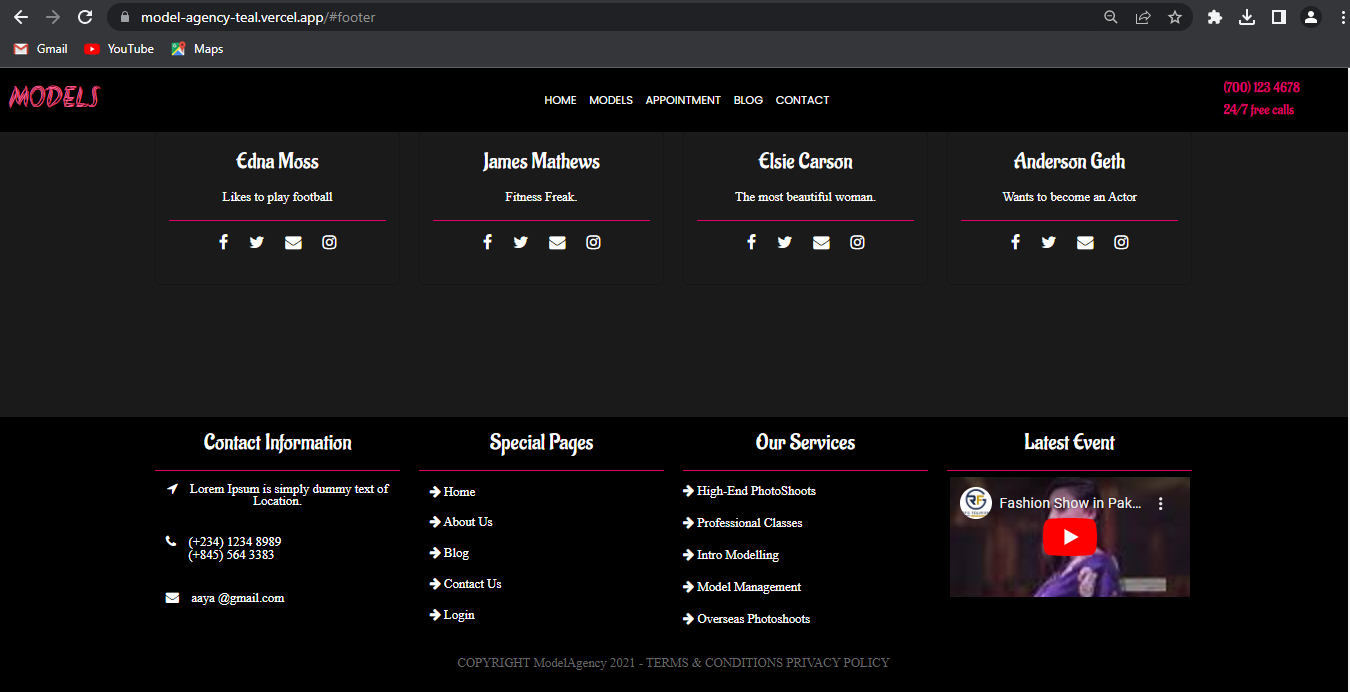 model-agency-teal.vercel.app/#footer
Gmail YouTube Maps
MODELS
HOME MODELS APPOINTMENT BLOG CONTACT
(700) 123 4678
24/7 free calls
Edna Moss
Likes to play football
James Mathews
Fitness Freak.
Elsie Carson
The most beautiful woman.
Anderson Geth
Wants to become an Actor
Contact Information
Lorem Ipsum is simply dummy text of
Location.
(+234) 1234 8989
(+845) 564 3383
aaya @gmail.com
Special Pages
Home
About Us
Blog
Contact Us
Login
Our Services
High-End PhotoShoots
Professional Classes
Intro Modelling
Model Management
Overseas Photoshoots
Latest Event
Fashion Show in Pak...
COPYRIGHT ModelAgency 2021 - TERMS & CONDITIONS PRIVACY POLICY